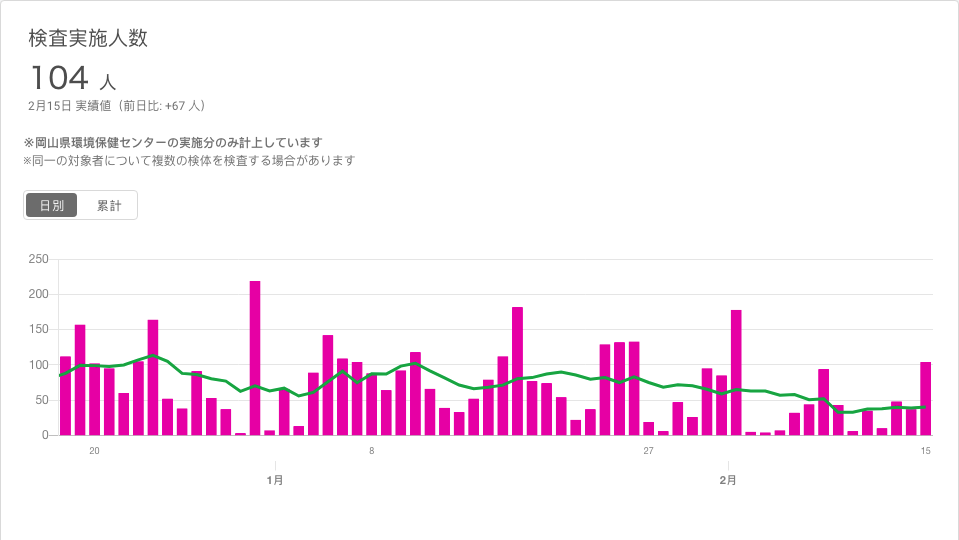 検査実施人数
104 人
2月15日 実績値（前日比: +67 人）
※岡山県環境保健センターの実施分のみ計上しています
※同一の対象者について複数の検体を検査する場合があります
日別 累計
250
200
150
100
50
0
20 8 27 15
1月 2月